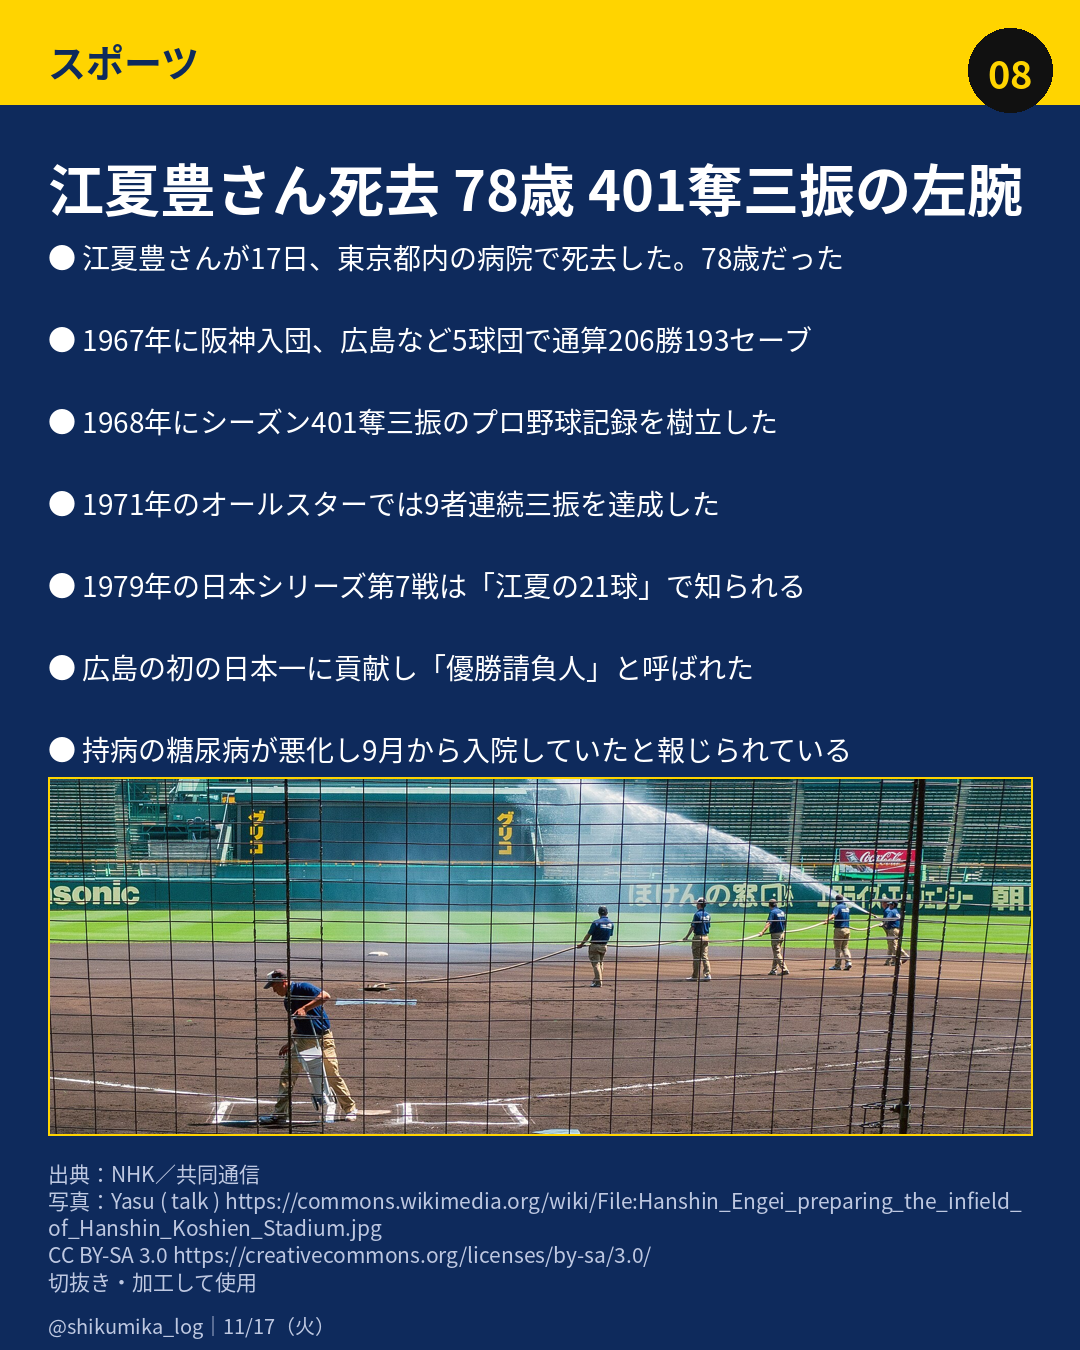 スポーツ
08
江夏豊さん死去 78歳 401奪三振の左腕
● 江夏豊さんが17日、東京都内の病院で死去した。78歳だった
● 1967年に阪神入団、広島など5球団で通算206勝193セーブ
● 1968年にシーズン401奪三振のプロ野球記録を樹立した
● 1971年のオールスターでは9者連続三振を達成した
● 1979年の日本シリーズ第7戦は「江夏の21球」で知られる
● 広島の初の日本一に貢献し「優勝請負人」と呼ばれた
● 持病の糖尿病が悪化し9月から入院していたと報じられている
グリコ
グリコ
Coca-Cola
asonic
ほけんの窓口
朝
出典：NHK／共同通信
写真：Yasu ( talk ) https://commons.wikimedia.org/wiki/File:Hanshin_Engei_preparing_the_infield_
of_Hanshin_Koshien_Stadium.jpg
CC BY-SA 3.0 https://creativecommons.org/licenses/by-sa/3.0/
切抜き・加工して使用
@shikumika_log｜11/17（火）